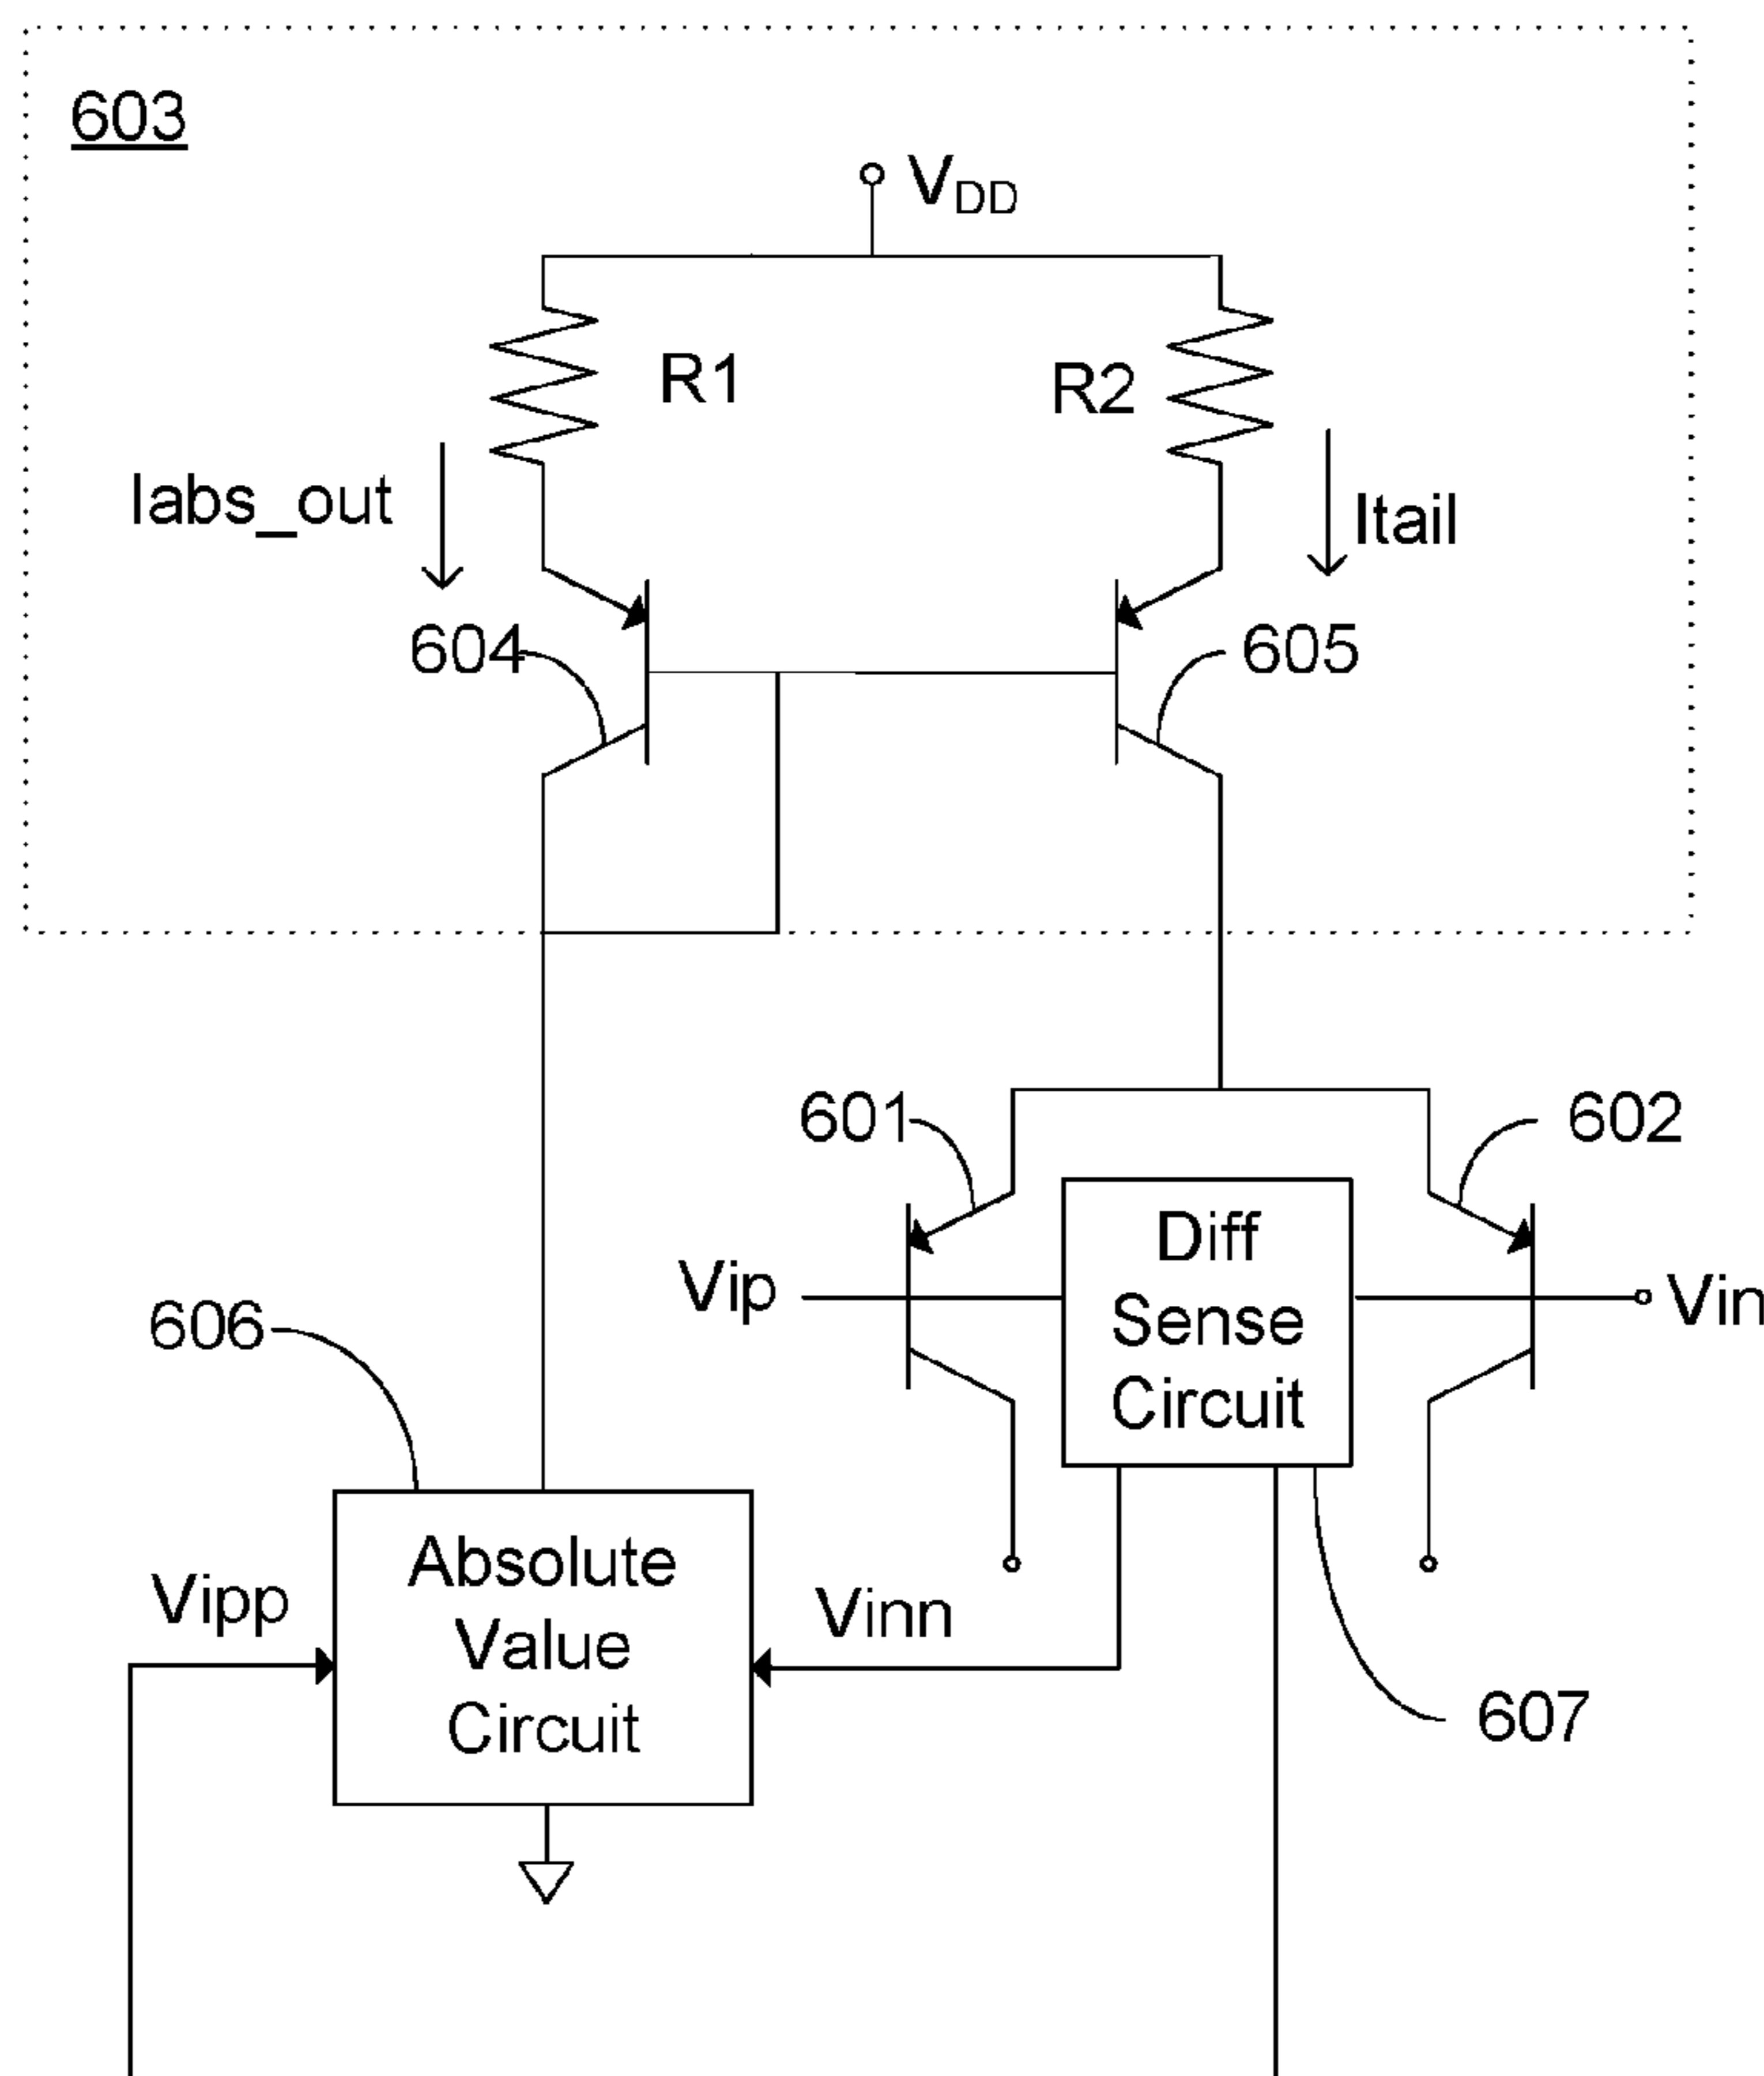 603
VDD
R1
R2
Iabs_out
Itail
604
605
601
602
Diff
Sense
Circuit
Vip
Vin
606
Absolute
Value
Circuit
Vipp
Vinn
607